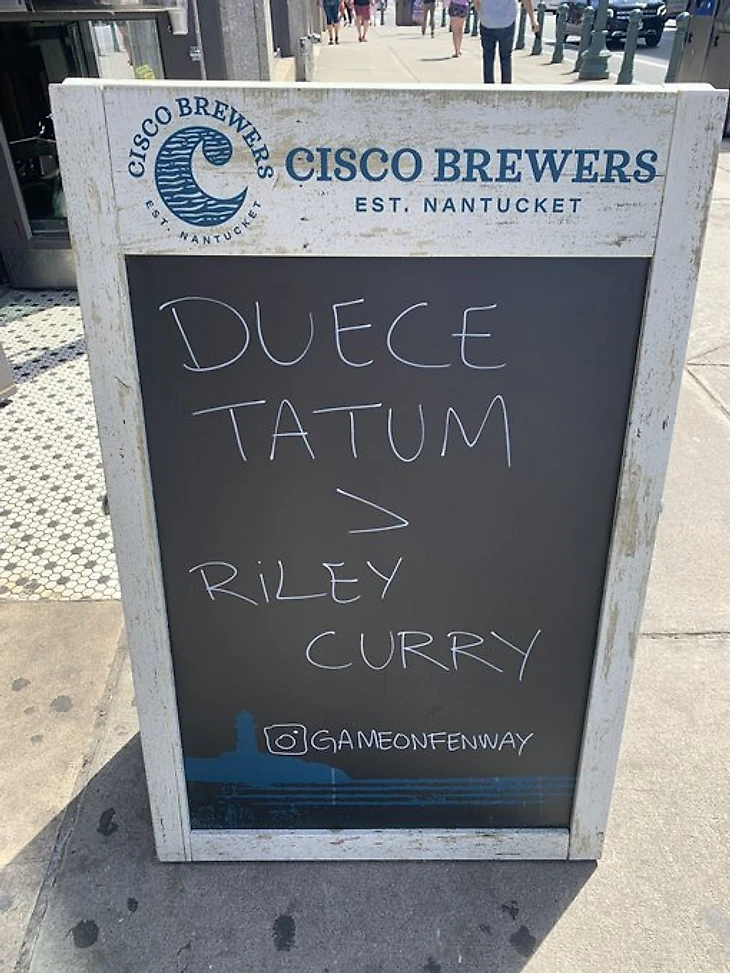 CISCO BREWERS
EST. NANTUCKET
CISCO BREWERS
EST. NANTUCKET
DUECE
TATUM
>
RiLEY
CURRY
GAMEONFENWAY